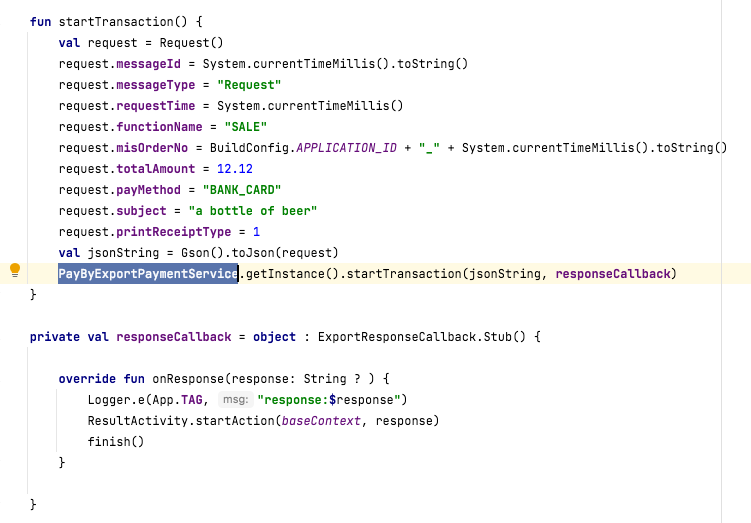 fun startTransaction() {
    val request = Request()
    request.messageId = System.currentTimeMillis().toString()
    request.messageType = "Request"
    request.requestTime = System.currentTimeMillis()
    request.functionName = "SALE"
    request.misOrderNo = BuildConfig.APPLICATION_ID + "_" + System.currentTimeMillis().toString()
    request.totalAmount = 12.12
    request.payMethod = "BANK_CARD"
    request.subject = "a bottle of beer"
    request.printReceiptType = 1
    val jsonString = Gson().toJson(request)
    PayByExportPaymentService.getInstance().startTransaction(jsonString, responseCallback)
}

private val responseCallback = object : ExportResponseCallback.Stub() {

    override fun onResponse(response: String ? ) {
        Logger.e(App.TAG, msg: "response:$response")
        ResultActivity.startAction(baseContext, response)
        finish()
    }

}